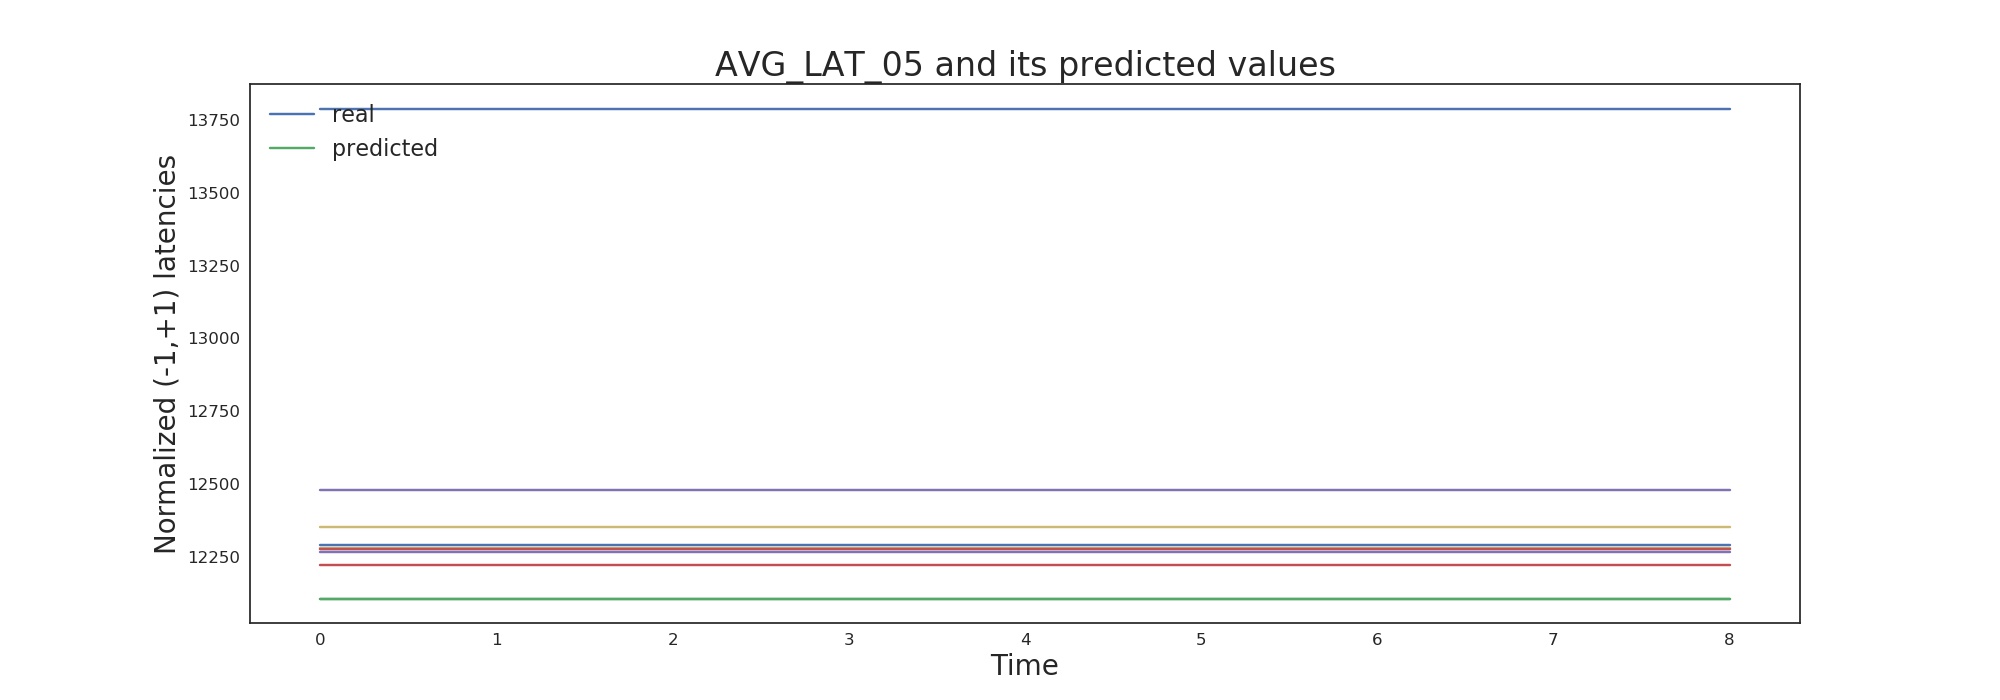 AVG_LAT_05 and its predicted values
real
predicted
Normalized (-1,+1) latencies
13750
13500
13250
13000
12750
12500
12250
0 1 2 3 4 5 6 7 8
Time